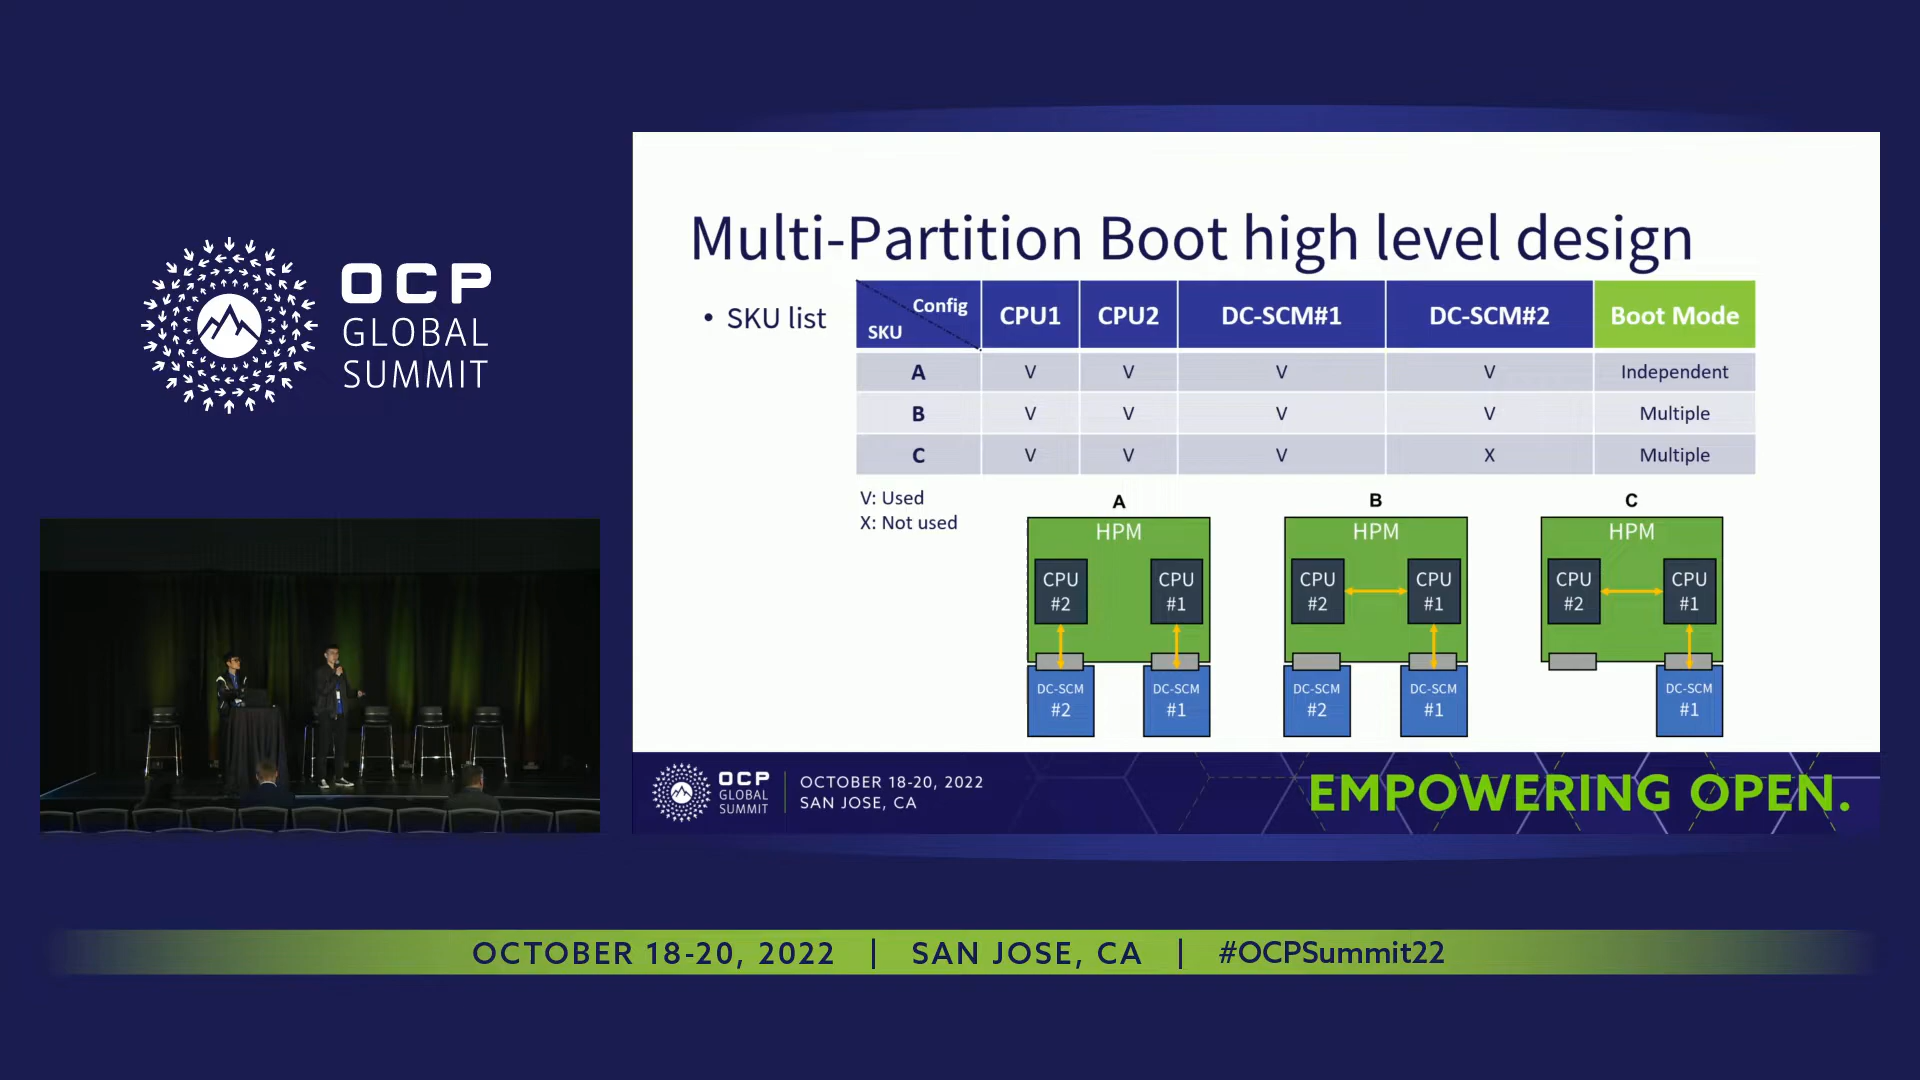 OCP
GLOBAL
SUMMIT
Multi-Partition Boot high level design
• SKU list
Config
SKU
CPU1 CPU2 DC-SCM#1 DC-SCM#2 Boot Mode
A V V V V Independent
B V V V V Multiple
C V V V X Multiple
V: Used
X: Not used
A B C
HPM HPM HPM
CPU CPU CPU CPU CPU CPU
#2 #1 #2 #1 #2 #1
DC-SCM DC-SCM DC-SCM DC-SCM DC-SCM
#2 #1 #2 #1 #1
OCP
GLOBAL
SUMMIT
OCTOBER 18-20, 2022
SAN JOSE, CA
EMPOWERING OPEN.
OCTOBER 18-20, 2022 | SAN JOSE, CA | #OCPSummit22